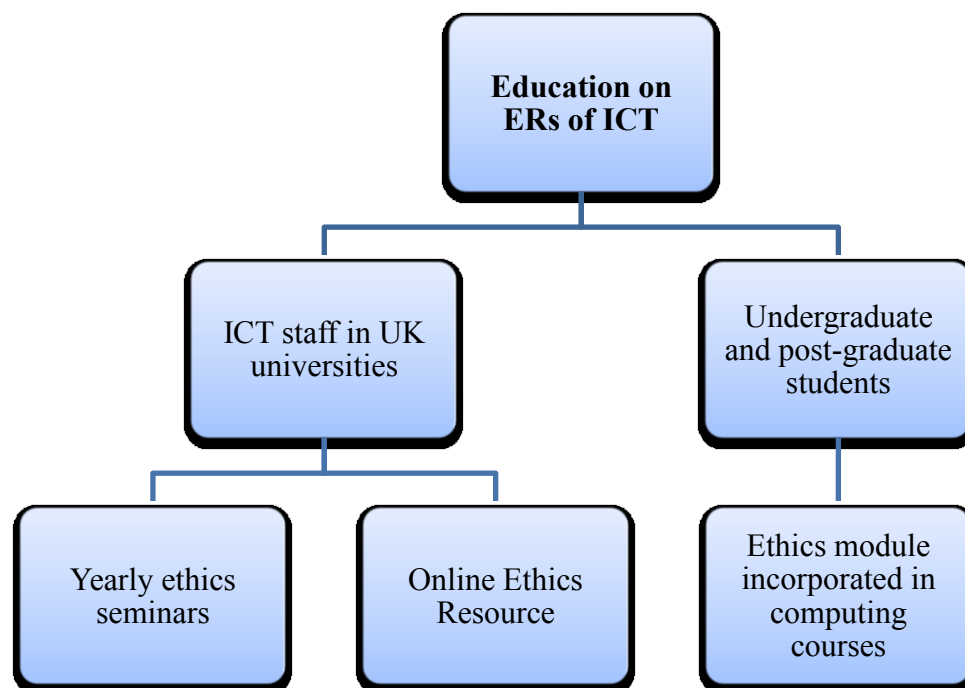 Education on
ERs of ICT
ICT staff in UK
universities
Undergraduate
and post-graduate
students
Yearly ethics
seminars
Online Ethics
Resource
Ethics module
incorporated in
computing
courses